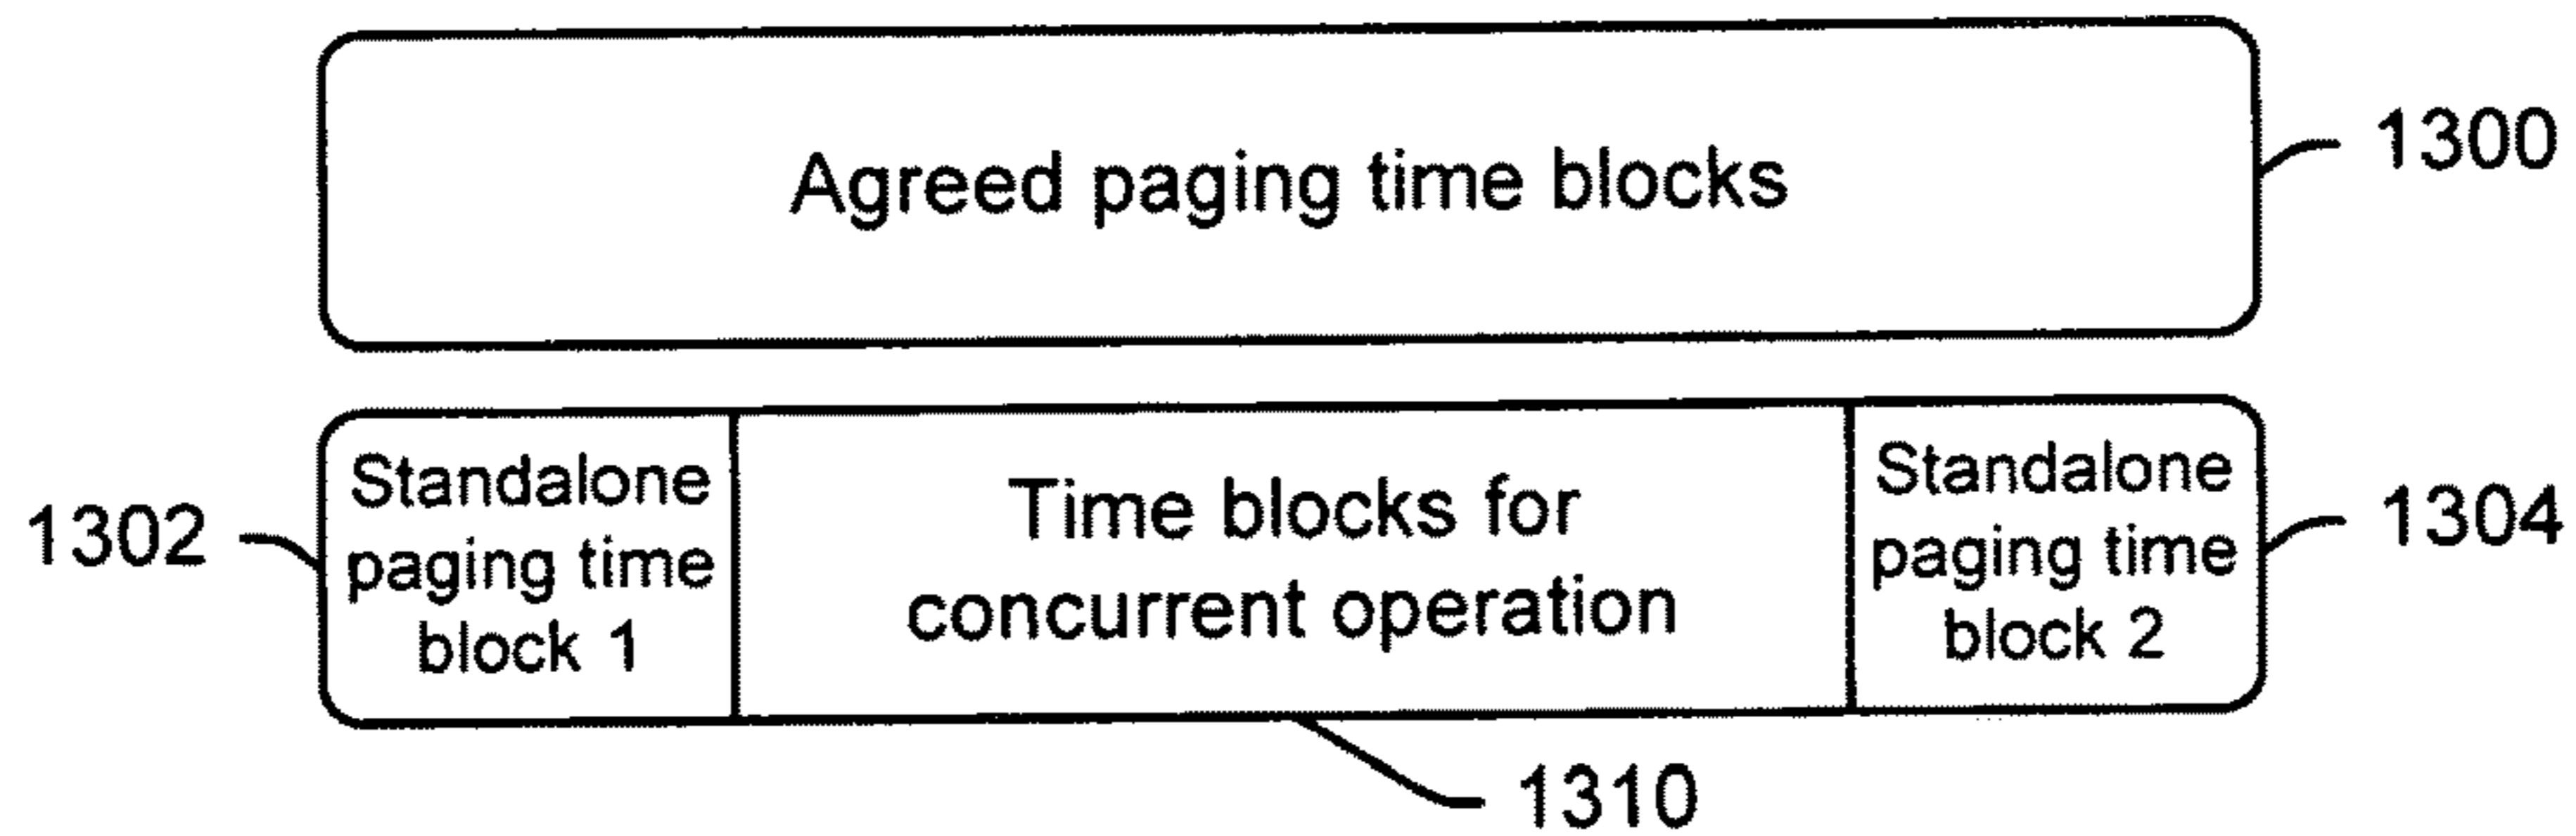 Agreed paging time blocks
1300
1302
Standalone
paging time
block 1
Time blocks for
concurrent operation
Standalone
paging time
block 2
1304
1310